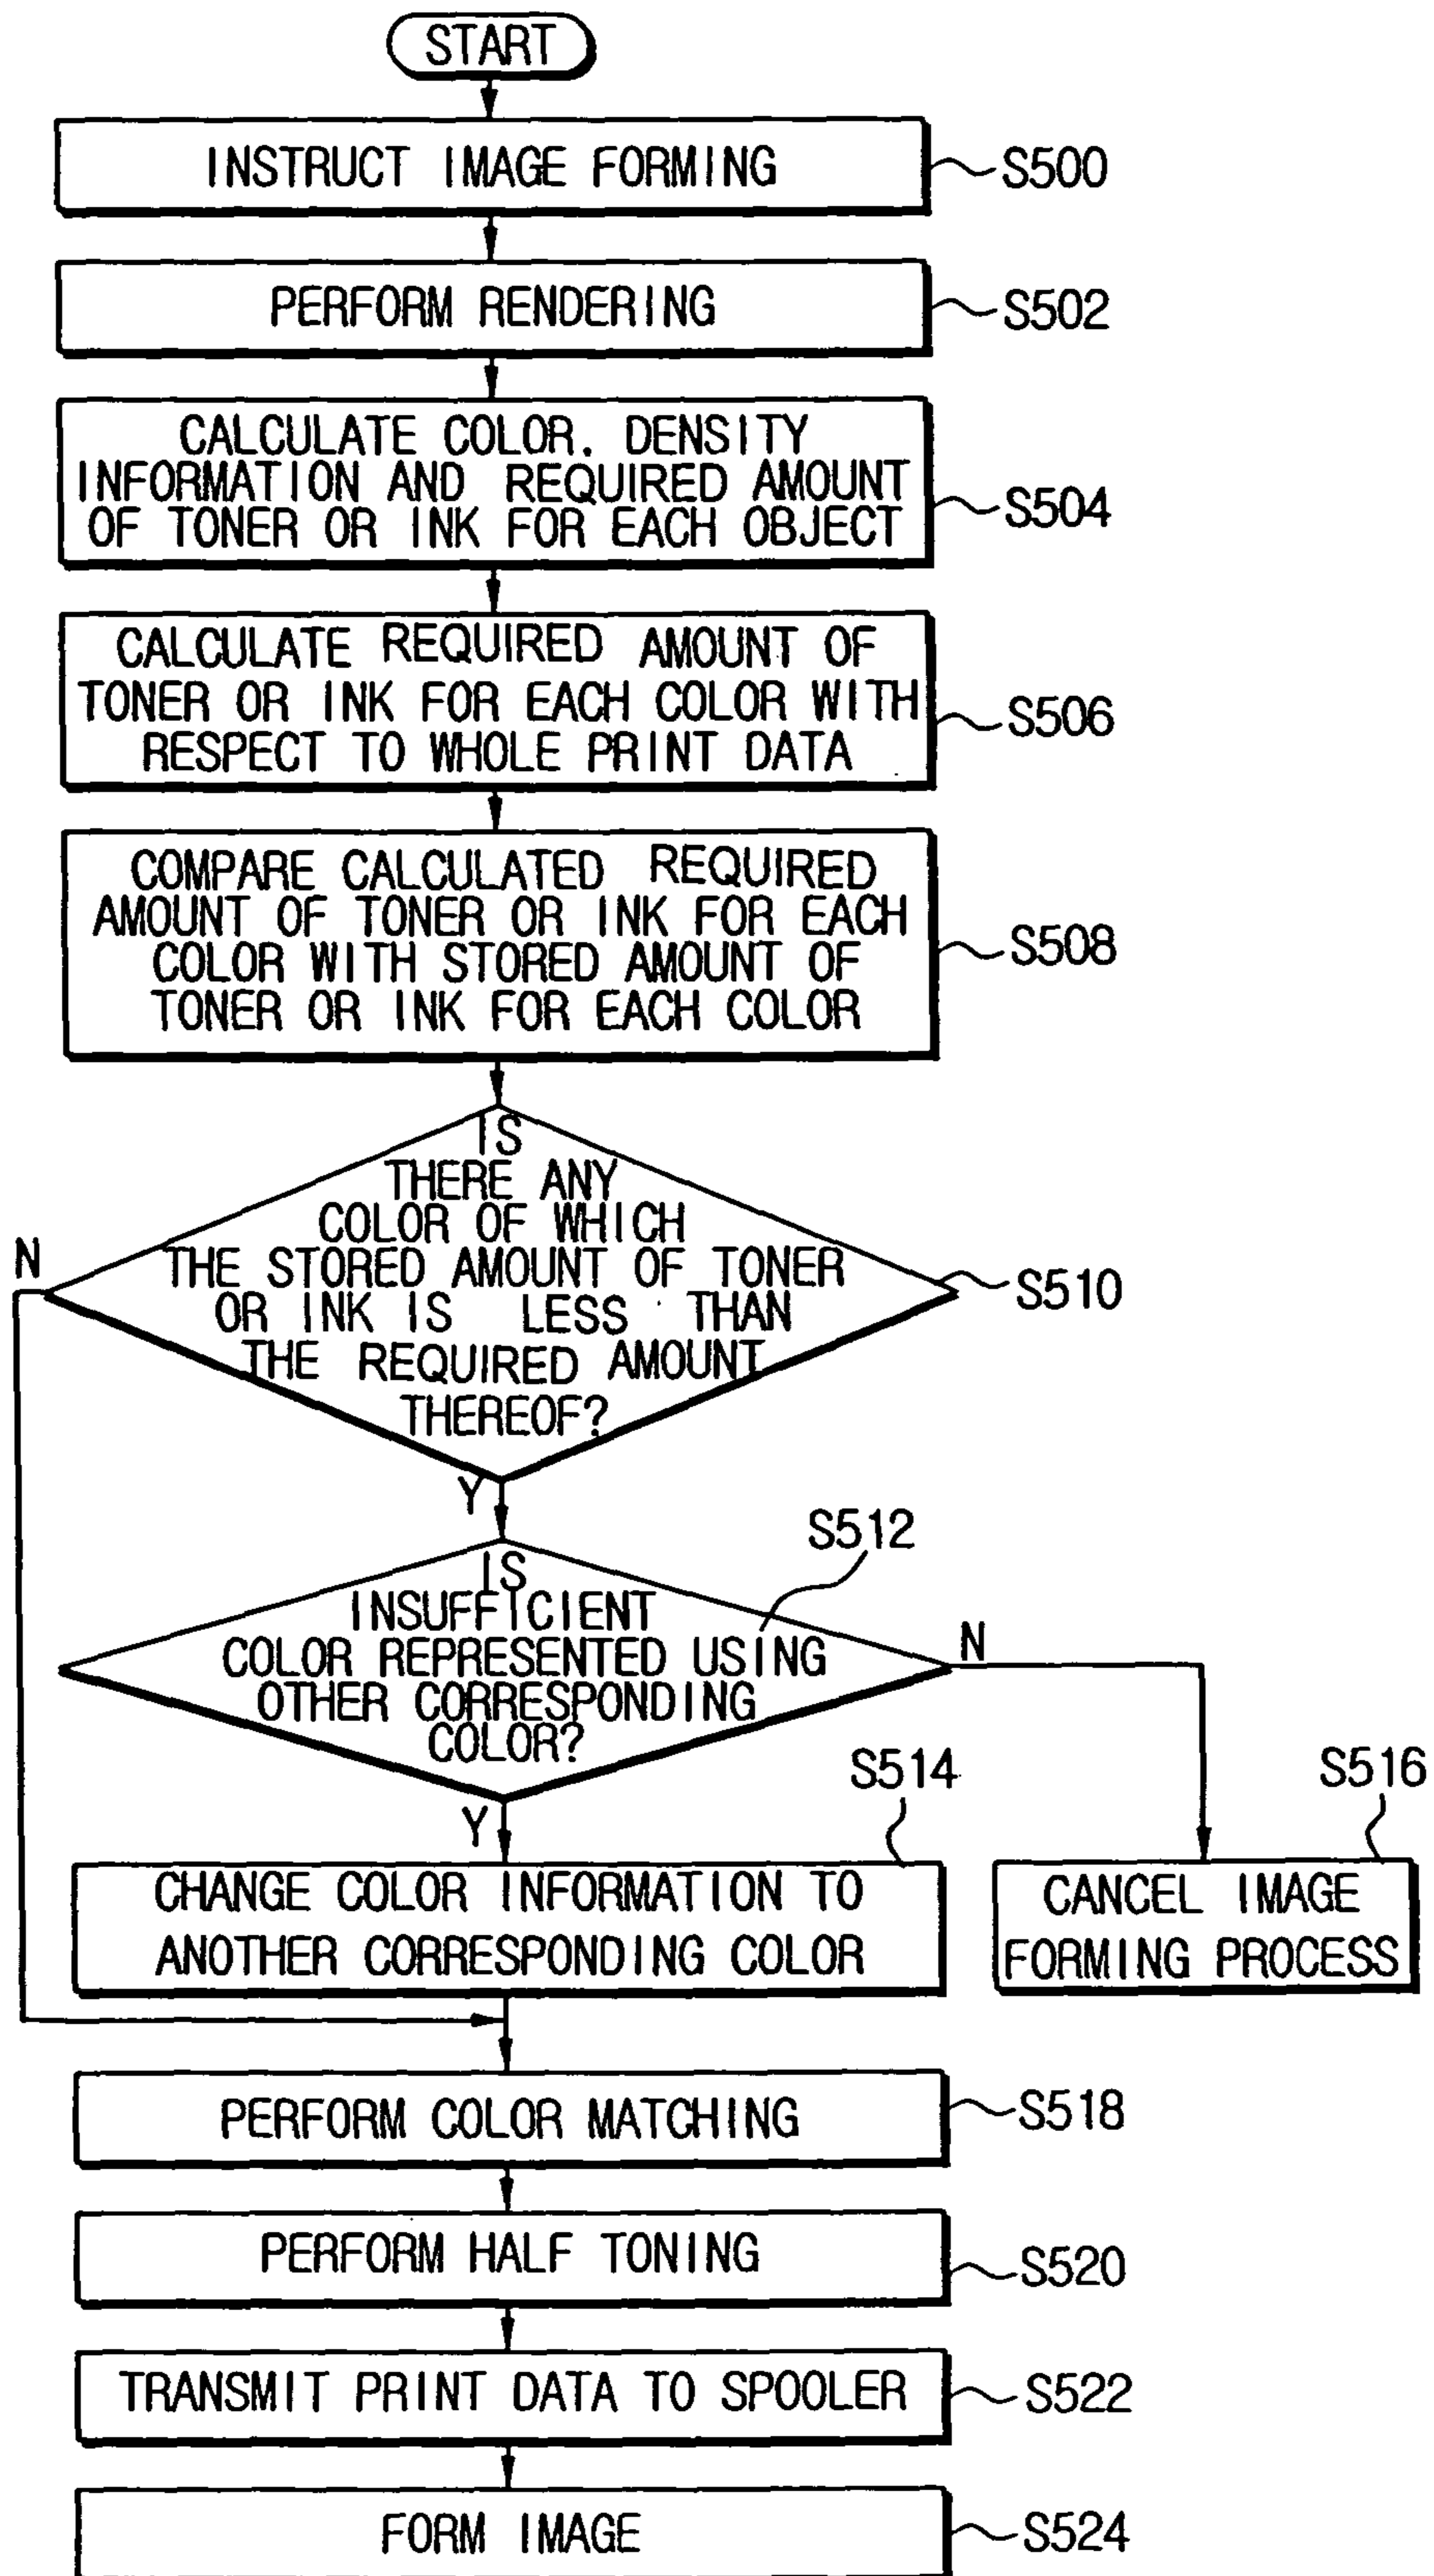 START
INSTRUCT IMAGE FORMING
S500
PERFORM RENDERING
S502
CALCULATE COLOR. DENSITY
INFORMATION AND REQUIRED AMOUNT
OF TONER OR INK FOR EACH OBJECT
S504
CALCULATE REQUIRED AMOUNT OF
TONER OR INK FOR EACH COLOR WITH
RESPECT TO WHOLE PRINT DATA
S506
COMPARE CALCULATED REQUIRED
AMOUNT OF TONER OR INK FOR EACH
COLOR WITH STORED AMOUNT OF
TONER OR INK FOR EACH COLOR
S508
IS
THERE ANY
COLOR OF WHICH
THE STORED AMOUNT OF TONER
OR INK IS LESS THAN
THE REQUIRED AMOUNT
THEREOF?
N
S510
Y
S512
IS
INSUFFICIENT
COLOR REPRESENTED USING
OTHER CORRESPONDING
COLOR?
N
Y
S514
S516
CHANGE COLOR INFORMATION TO
ANOTHER CORRESPONDING COLOR
CANCEL IMAGE
FORMING PROCESS
PERFORM COLOR MATCHING
S518
PERFORM HALF TONING
S520
TRANSMIT PRINT DATA TO SPOOLER
S522
FORM IMAGE
S524